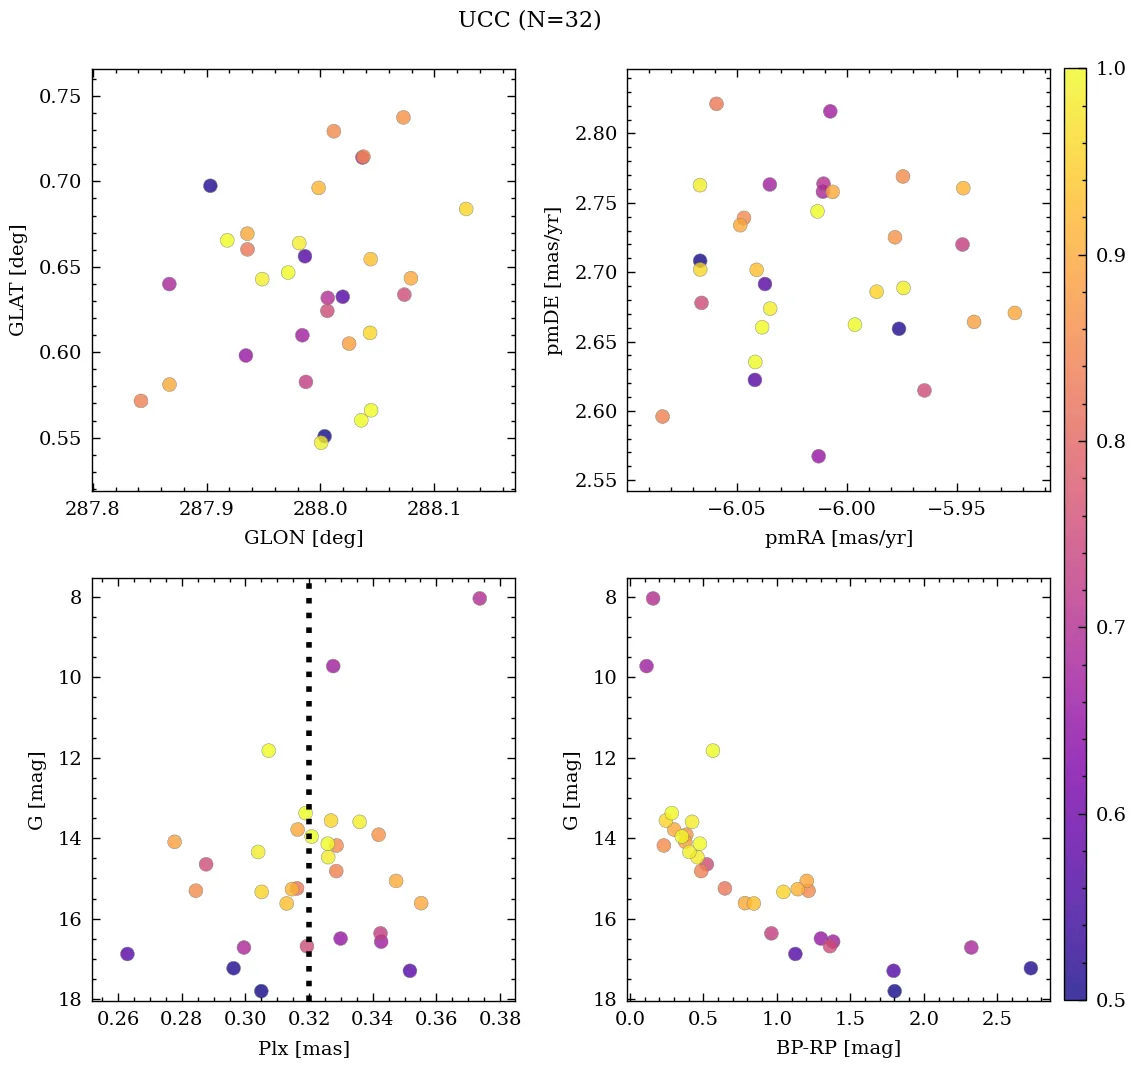 UCC (N=32)
0.75
0.70
0.65
0.60
0.55
GLAT [deg]
287.8 287.9 288.0 288.1
GLON [deg]
2.80
2.75
2.70
2.65
2.60
2.55
pmDE [mas/yr]
−6.05 −6.00 −5.95
pmRA [mas/yr]
8
10
12
14
16
18
G [mag]
0.26 0.28 0.30 0.32 0.34 0.36 0.38
Plx [mas]
8
10
12
14
16
18
G [mag]
0.0 0.5 1.0 1.5 2.0 2.5
BP-RP [mag]
1.0
0.9
0.8
0.7
0.6
0.5